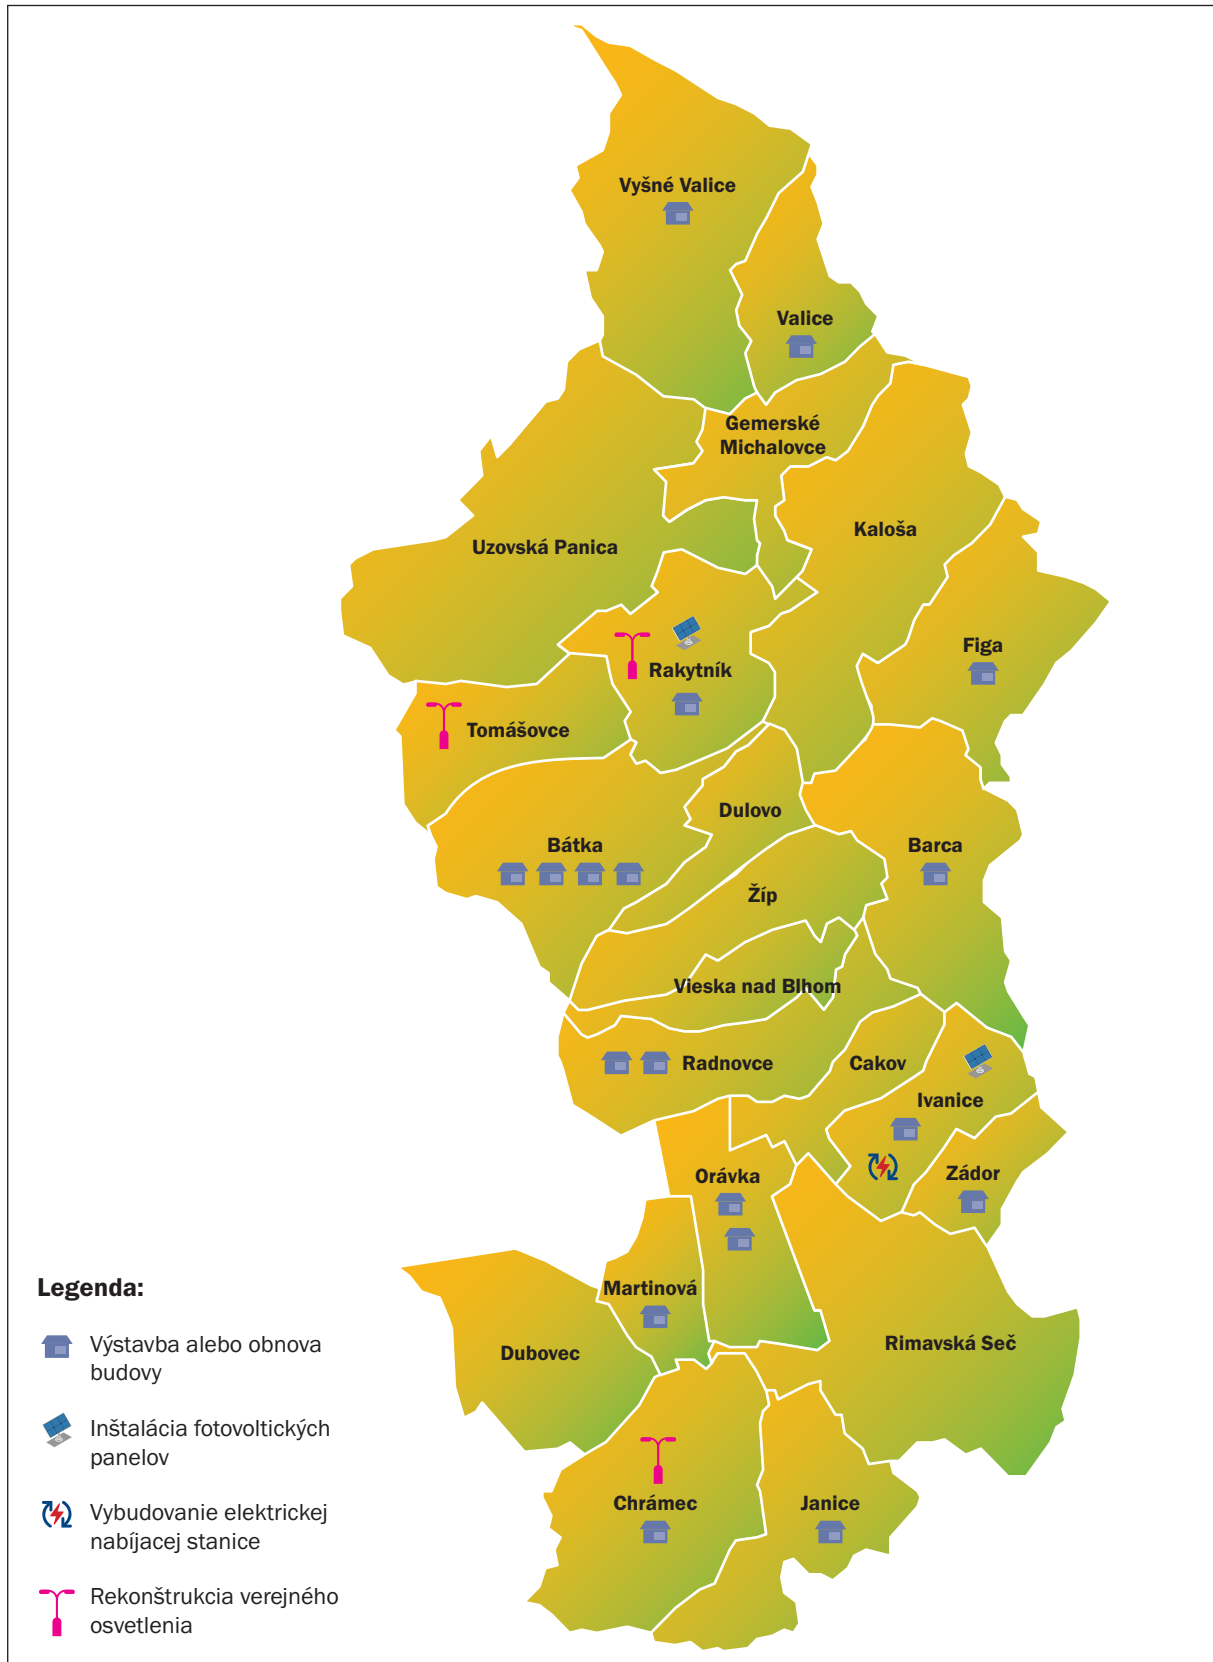 Vyšné Valice
Valice
Gemerské
Michalovce
Kaloša
Uzovská Panica
Figa
Rakytník
Tomášovce
Dulovo
Bátka
Barca
Žíp
Vieska nad Blhom
Radnovce
Cakov
Ivanice
Orávka
Zádor
Martinová
Rimavská Seč
Dubovec
Chrámec
Janice
Legenda:
Výstavba alebo obnova
budovy
Inštalácia fotovoltických
panelov
Vybudovanie elektrickej
nabíjacej stanice
Rekonštrukcia verejného
osvetlenia